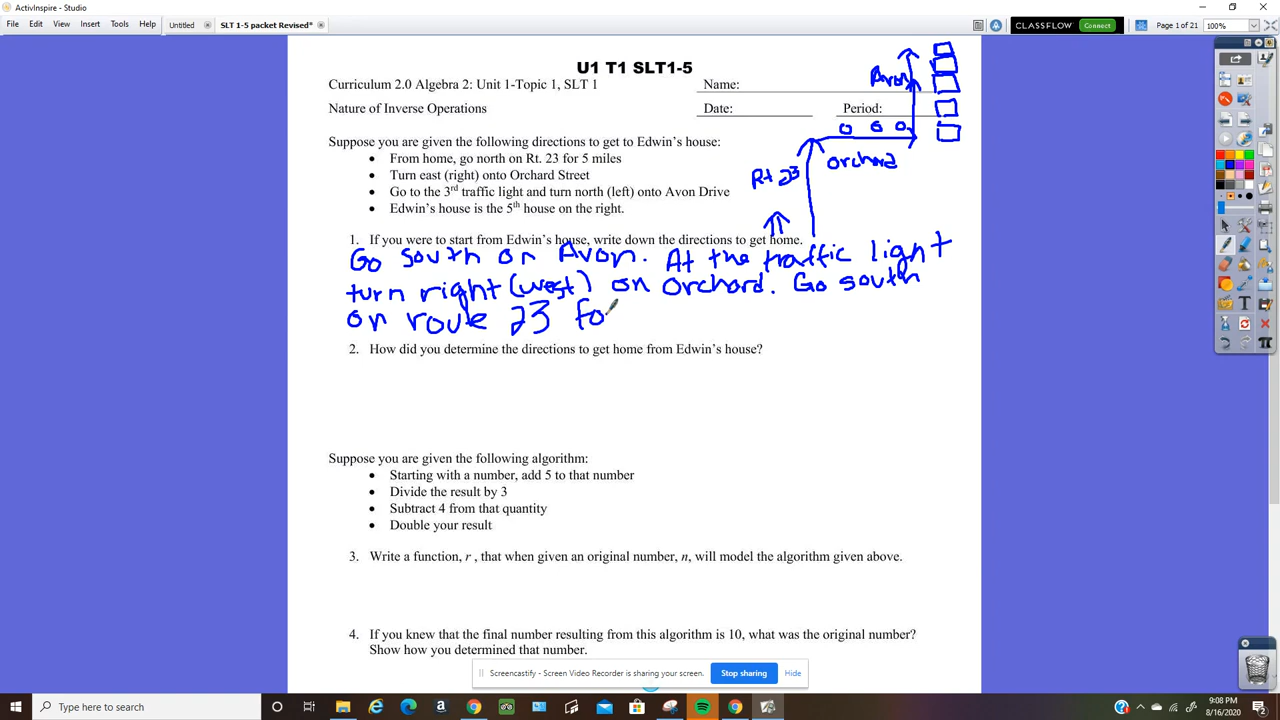 ActivInspire - Studio
File Edit View Insert Tools Help Untitled SLT 1-5 packet Revised* CLASSFLOW Connect Page 1 of 21 100%
U1 T1 SLT1-5
Curriculum 2.0 Algebra 2: Unit 1-Topic 1, SLT 1 Name:
Nature of Inverse Operations Date: Period:
Avon
orchard
Rt 23
Suppose you are given the following directions to get to Edwin's house:
• From home, go north on Rt. 23 for 5 miles
• Turn east (right) onto Orchard Street
• Go to the 3rd traffic light and turn north (left) onto Avon Drive
• Edwin's house is the 5th house on the right.
1. If you were to start from Edwin's house, write down the directions to get home.
Go south on Avon. At the traffic light
turn right (west) on orchard. Go south
on route 23 fo
2. How did you determine the directions to get home from Edwin's house?
Suppose you are given the following algorithm:
• Starting with a number, add 5 to that number
• Divide the result by 3
• Subtract 4 from that quantity
• Double your result
3. Write a function, r , that when given an original number, n, will model the algorithm given above.
4. If you knew that the final number resulting from this algorithm is 10, what was the original number?
Show how you determined that number.
Screencastify - Screen Video Recorder is sharing your screen. Stop sharing Hide
Type here to search
9:08 PM
8/16/2020